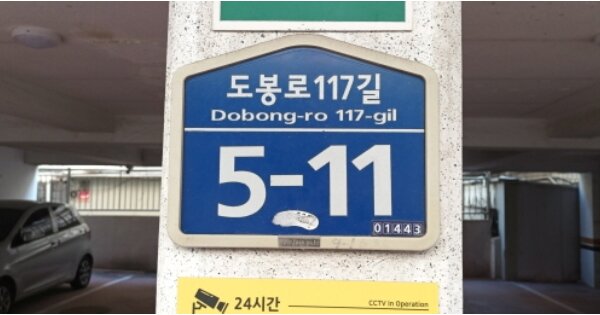 도봉로117길
Dobong-ro 117-gil
5-11
01443
24시간
CCTV in Operation